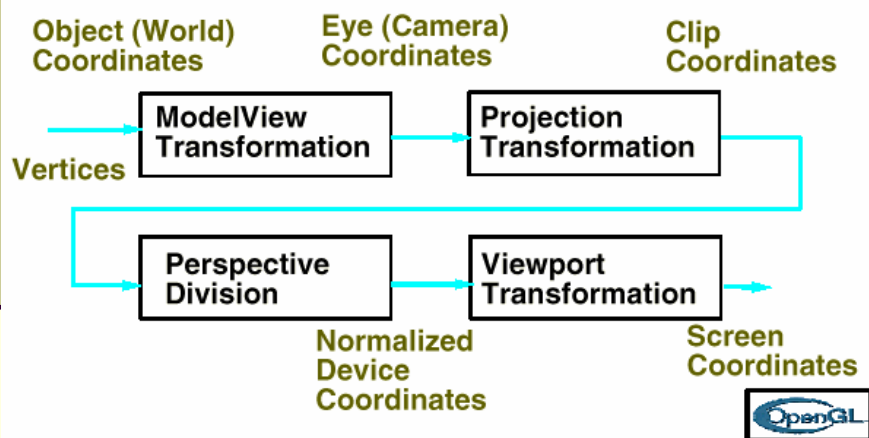 Object (World)
Coordinates
Eye (Camera)
Coordinates
Clip
Coordinates
ModelView
Transformation
Projection
Transformation
Vertices
Perspective
Division
Viewport
Transformation
Normalized
Device
Coordinates
Screen
Coordinates
OpenGL